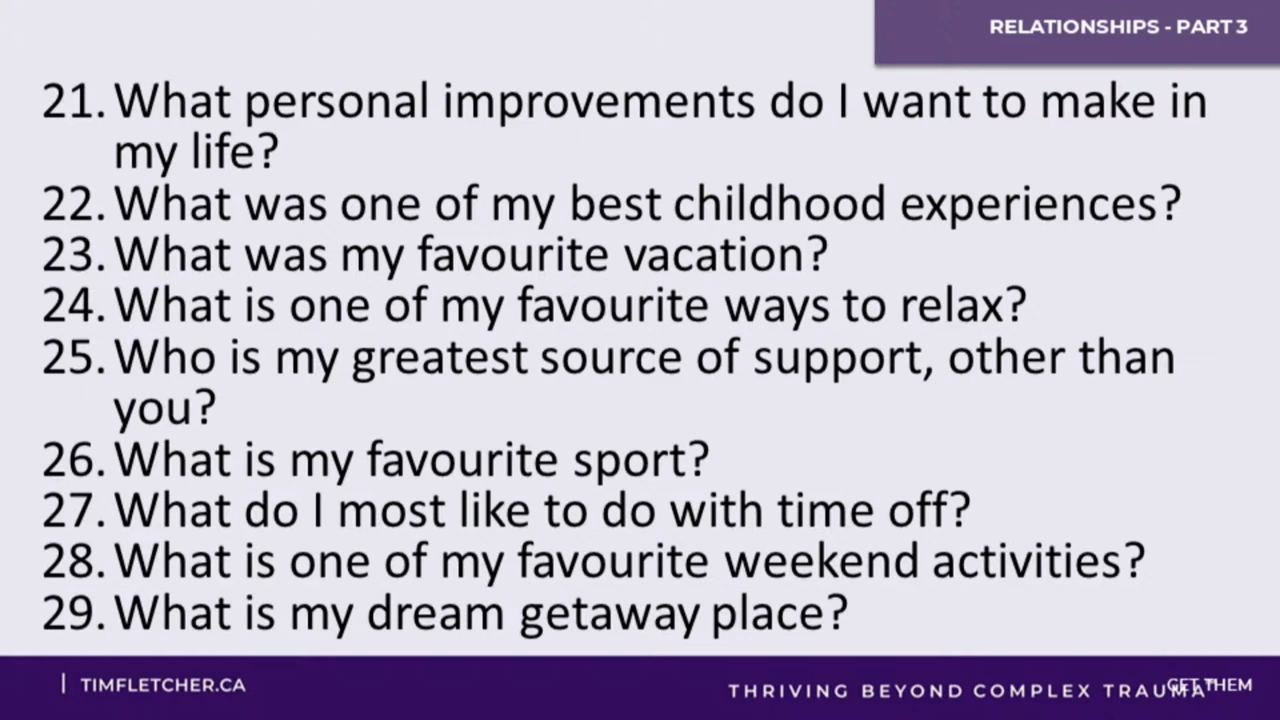 RELATIONSHIPS - PART 3
21. What personal improvements do I want to make in
my life?
22. What was one of my best childhood experiences?
23. What was my favourite vacation?
24. What is one of my favourite ways to relax?
25. Who is my greatest source of support, other than
you?
26. What is my favourite sport?
27. What do I most like to do with time off?
28. What is one of my favourite weekend activities?
29. What is my dream getaway place?
| TIMFLETCHER.CA
THRIVING BEYOND COMPLEX TRAUMA
GET THEM